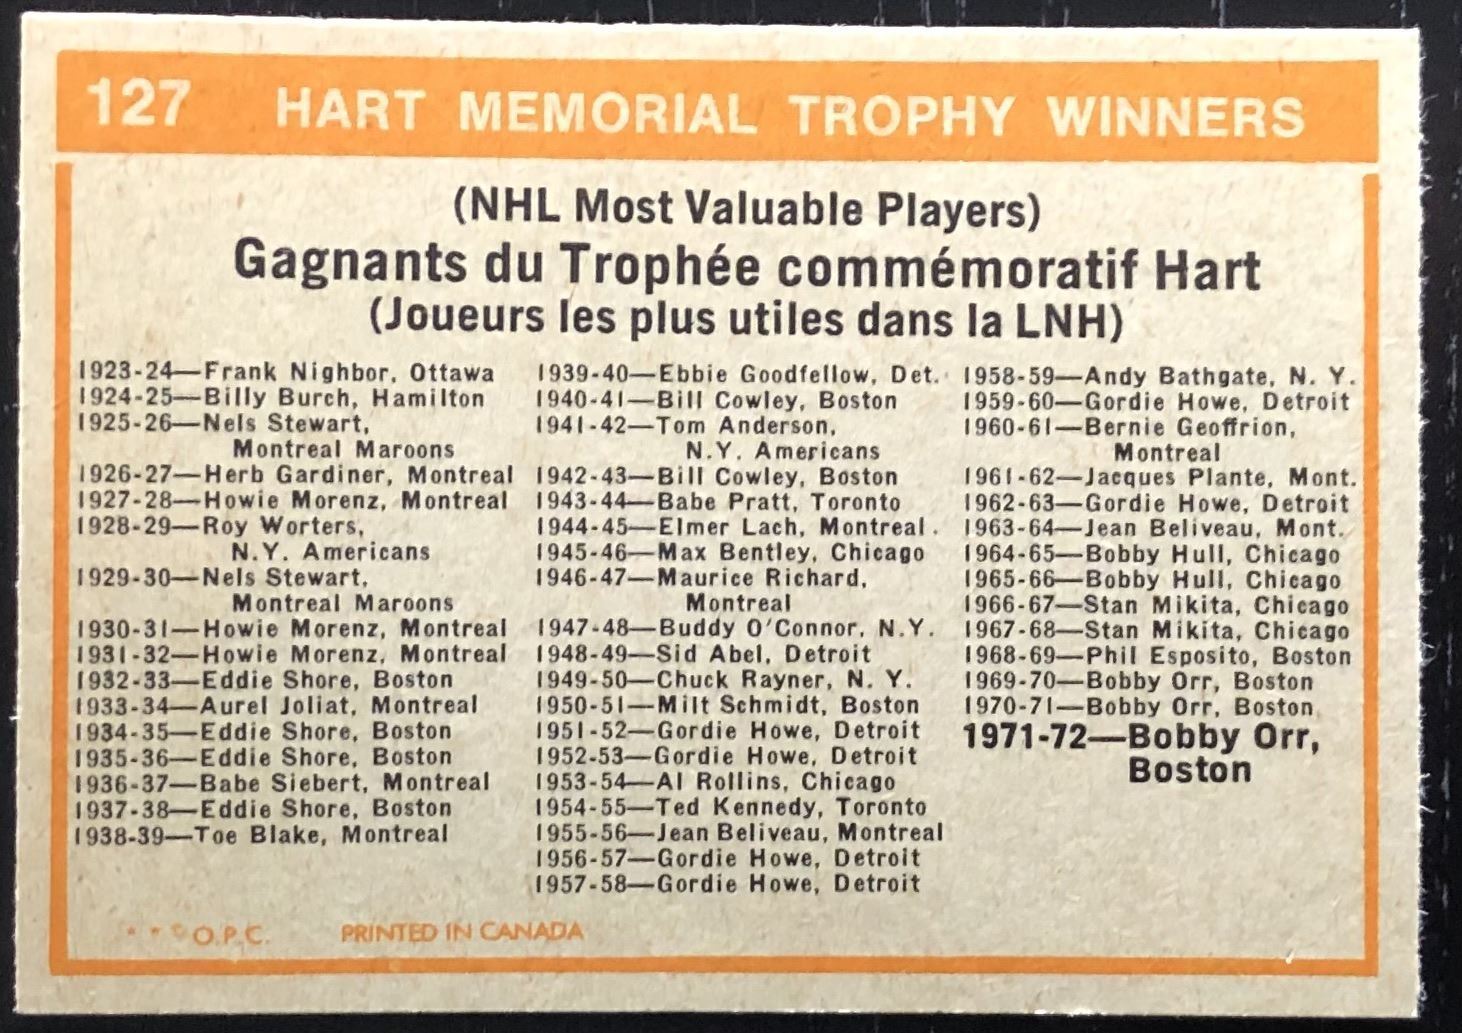 127 HART MEMORIAL TROPHY WINNERS
(NHL Most Valuable Players)
Gagnants du Trophée commémoratif Hart
(Joueurs les plus utiles dans la LNH)
1923-24—Frank Nighbor, Ottawa
1924-25—Billy Burch, Hamilton
1925-26—Nels Stewart,
Montreal Maroons
1926-27—Herb Gardiner, Montreal
1927-28—Howie Morenz, Montreal
1928-29—Roy Worters,
N.Y. Americans
1929-30—Nels Stewart,
Montreal Maroons
1930-31—Howie Morenz, Montreal
1931-32—Howie Morenz, Montreal
1932-33—Eddie Shore, Boston
1933-34—Aurel Joliat, Montreal
1934-35—Eddie Shore, Boston
1935-36—Eddie Shore, Boston
1936-37—Babe Siebert, Montreal
1937-38—Eddie Shore, Boston
1938-39—Toe Blake, Montreal
1939-40—Ebbie Goodfellow, Det.
1940-41—Bill Cowley, Boston
1941-42—Tom Anderson,
N.Y. Americans
1942-43—Bill Cowley, Boston
1943-44—Babe Pratt, Toronto
1944-45—Elmer Lach, Montreal.
1945-46—Max Bentley, Chicago
1946-47—Maurice Richard,
Montreal
1947-48—Buddy O'Connor, N.Y.
1948-49—Sid Abel, Detroit
1949-50—Chuck Rayner, N. Y.
1950-51—Milt Schmidt, Boston
1951-52—Gordie Howe, Detroit
1952-53—Gordie Howe, Detroit
1953-54—Al Rollins, Chicago
1954-55—Ted Kennedy, Toronto
1955-56—Jean Beliveau, Montreal
1956-57—Gordie Howe, Detroit
1957-58—Gordie Howe, Detroit
1958-59—Andy Bathgate, N. Y.
1959-60—Gordie Howe, Detroit
1960-61—Bernie Geoffrion,
Montreal
1961-62—Jacques Plante, Mont.
1962-63—Gordie Howe, Detroit
1963-64—Jean Beliveau, Mont.
1964-65—Bobby Hull, Chicago
1965-66—Bobby Hull, Chicago
1966-67—Stan Mikita, Chicago
1967-68—Stan Mikita, Chicago
1968-69—Phil Esposito, Boston
1969-70—Bobby Orr, Boston
1970-71—Bobby Orr, Boston
1971-72—Bobby Orr,
Boston
* * © O.P.C. PRINTED IN CANADA